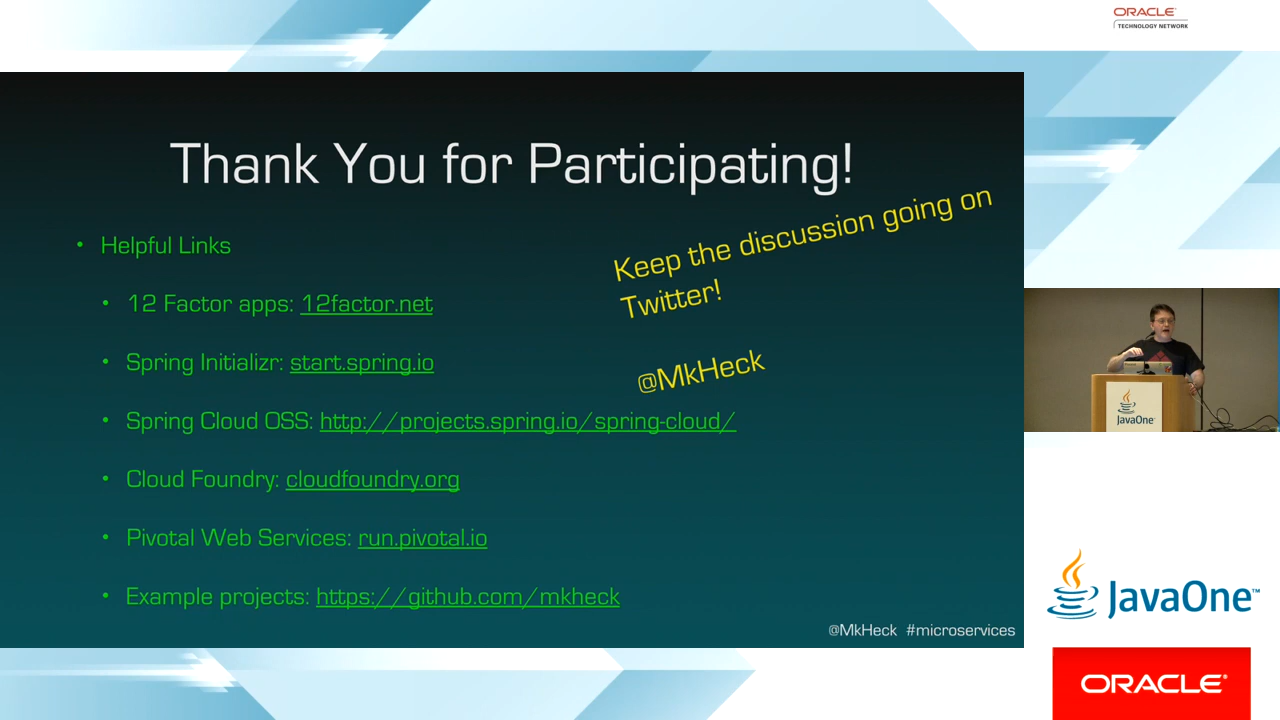 ORACLE
TECHNOLOGY NETWORK
Thank You for Participating!
• Helpful Links
Keep the discussion going on
Twitter!
• 12 Factor apps: 12factor.net
• Spring Initializr: start.spring.io
@MkHeck
• Spring Cloud OSS: http://projects.spring.io/spring-cloud/
• Cloud Foundry: cloudfoundry.org
• Pivotal Web Services: run.pivotal.io
• Example projects: https://github.com/mkheck
@MkHeck #microservices
JavaOne™
JavaOne™
ORACLE®